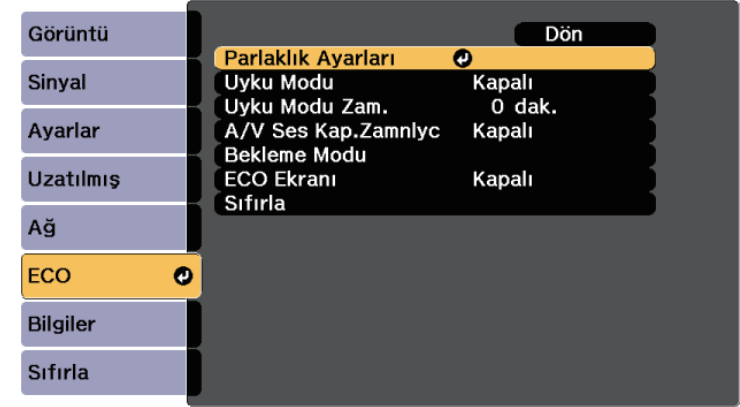 Görüntü
Sinyal
Ayarlar
Uzatılmış
Ağ
ECO
Bilgiler
Sıfırla
Dön
Parlaklık Ayarları
Uyku Modu Kapalı
Uyku Modu Zam. 0 dak.
A/V Ses Kap.Zamnlyc Kapalı
Bekleme Modu
ECO Ekranı Kapalı
Sıfırla